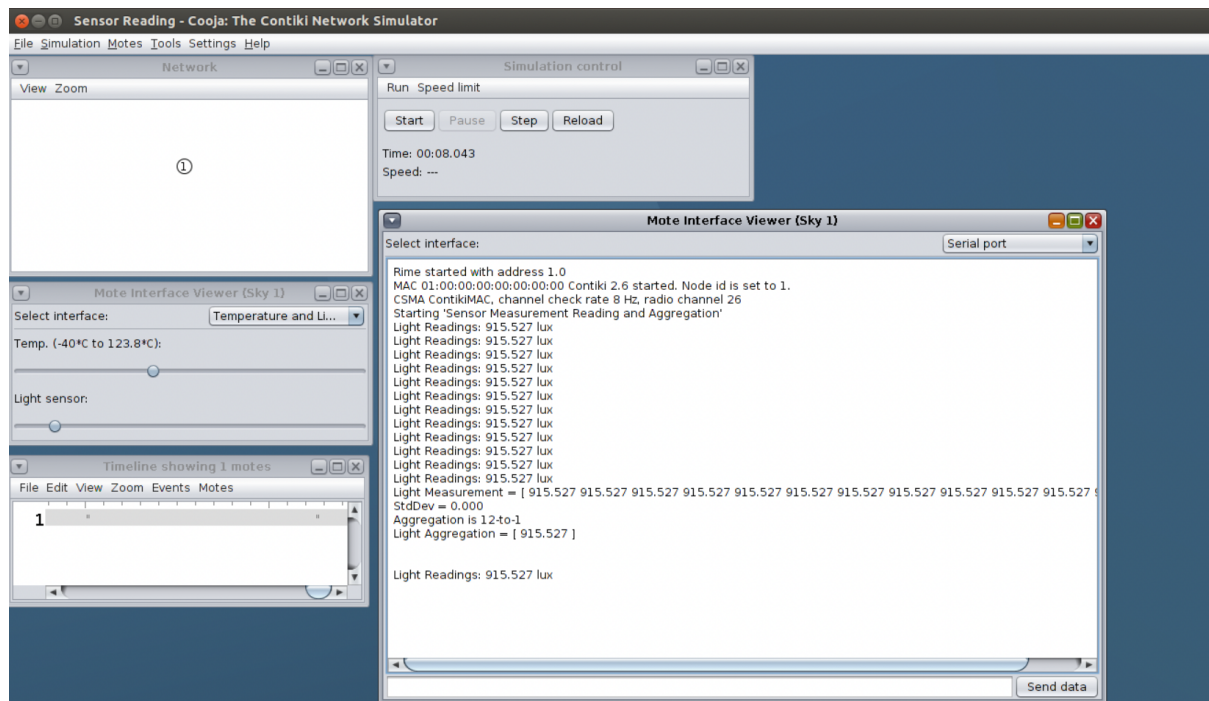 Sensor Reading - Cooja: The Contiki Network Simulator
File Simulation Motes Tools Settings Help
Network
View Zoom
1
Simulation control
Run Speed limit
Start Pause Step Reload
Time: 00:08.043
Speed: ---
Mote Interface Viewer (Sky 1)
Select interface: Temperature and Li...
Temp. (-40*C to 123.8*C):
Light sensor:
Timeline showing 1 motes
File Edit View Zoom Events Motes
1
Mote Interface Viewer (Sky 1)
Select interface: Serial port
Rime started with address 1.0
MAC 01:00:00:00:00:00:00:00 Contiki 2.6 started. Node id is set to 1.
CSMA ContikiMAC, channel check rate 8 Hz, radio channel 26
Starting 'Sensor Measurement Reading and Aggregation'
Light Readings: 915.527 lux
Light Readings: 915.527 lux
Light Readings: 915.527 lux
Light Readings: 915.527 lux
Light Readings: 915.527 lux
Light Readings: 915.527 lux
Light Readings: 915.527 lux
Light Readings: 915.527 lux
Light Readings: 915.527 lux
Light Readings: 915.527 lux
Light Readings: 915.527 lux
Light Readings: 915.527 lux
Light Measurement = [ 915.527 915.527 915.527 915.527 915.527 915.527 915.527 915.527 915.527 915.527 915.527
StdDev = 0.000
Aggregation is 12-to-1
Light Aggregation = [ 915.527 ]
Light Readings: 915.527 lux
Send data